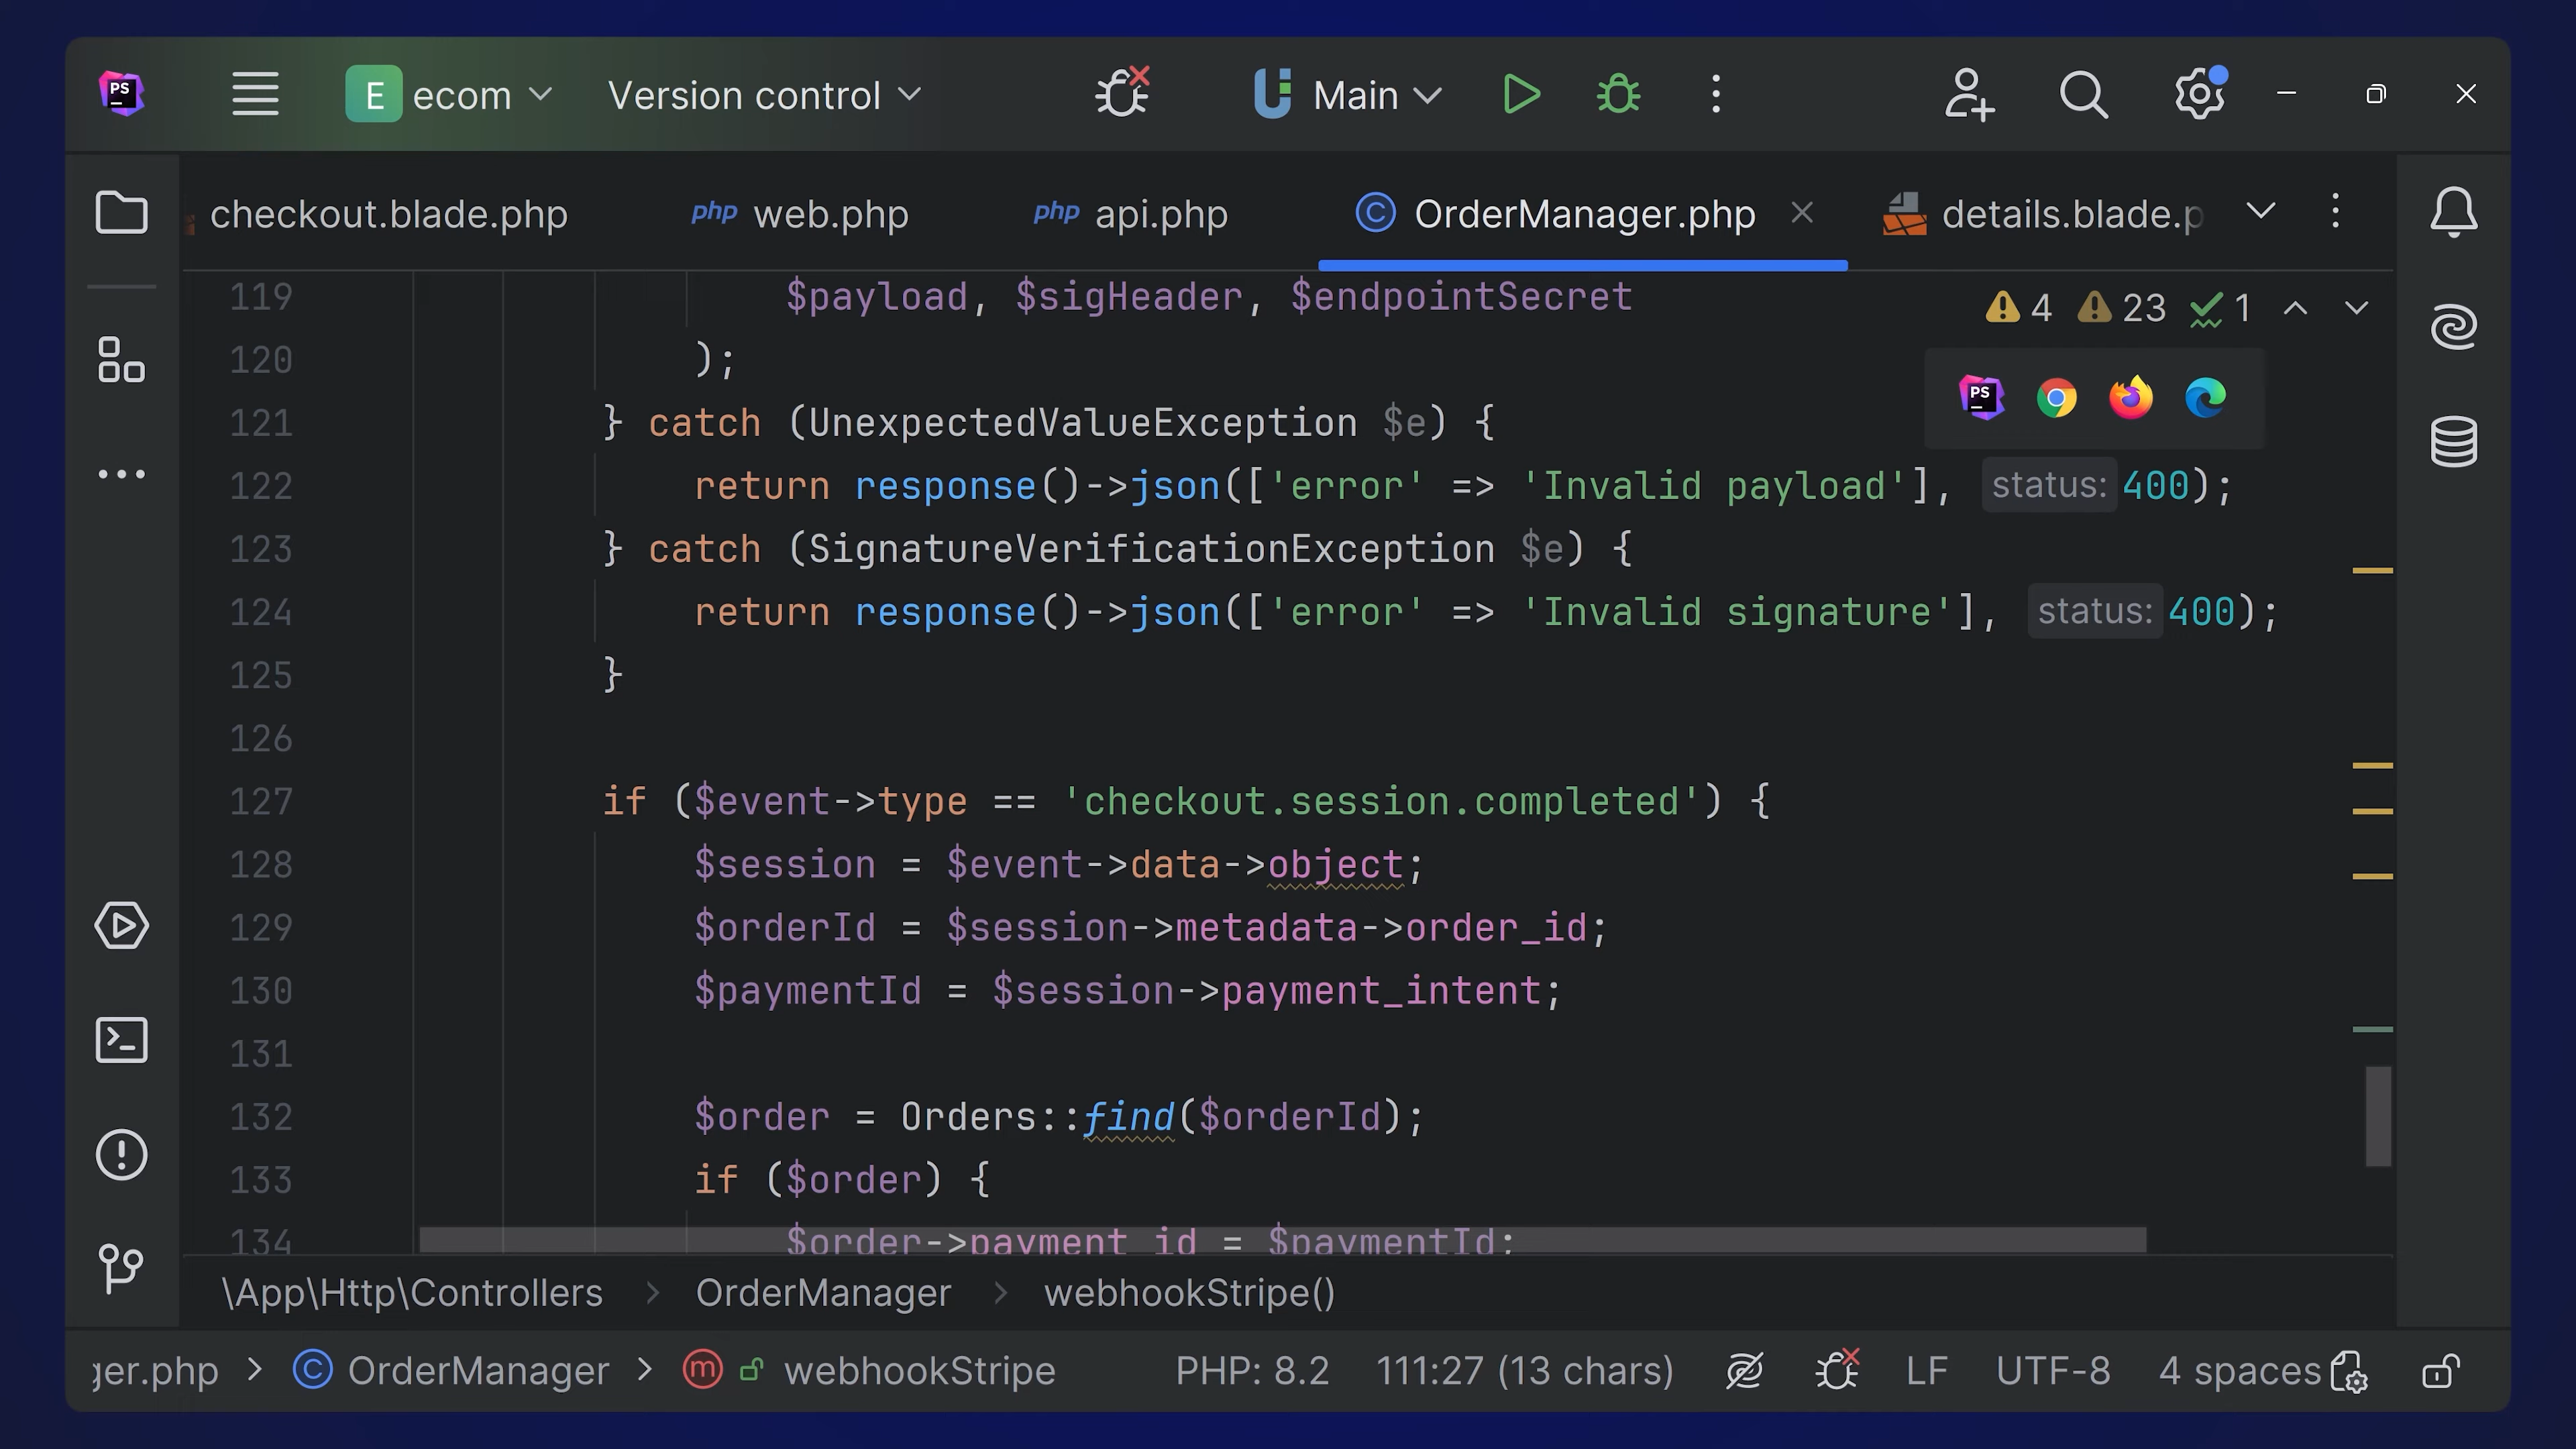 PS E ecom Version control Main
checkout.blade.php php web.php php api.php C OrderManager.php details.blade.p
4 23 1
119 $payload, $sigHeader, $endpointSecret
120 );
PS
121 } catch (UnexpectedValueException $e) {
122 return response()->json(['error' => 'Invalid payload'], status: 400);
123 } catch (SignatureVerificationException $e) {
124 return response()->json(['error' => 'Invalid signature'], status: 400);
125 }
126
127 if ($event->type == 'checkout.session.completed') {
128 $session = $event->data->object;
129 $orderId = $session->metadata->order_id;
130 $paymentId = $session->payment_intent;
131
132 $order = Orders::find($orderId);
133 if ($order) {
134 $order->payment_id = $paymentId;
\App\Http\Controllers > OrderManager > webhookStripe()
ger.php > C OrderManager > m webhookStripe PHP: 8.2 111:27 (13 chars) LF UTF-8 4 spaces